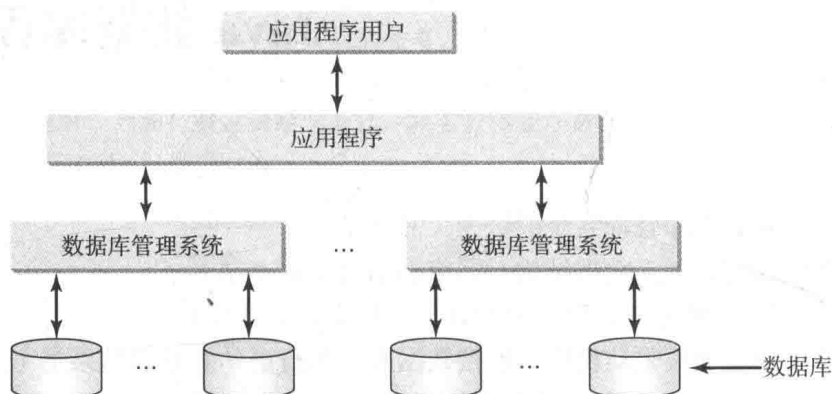 应用程序用户
应用程序
数据库管理系统 … 数据库管理系统
… … 数据库